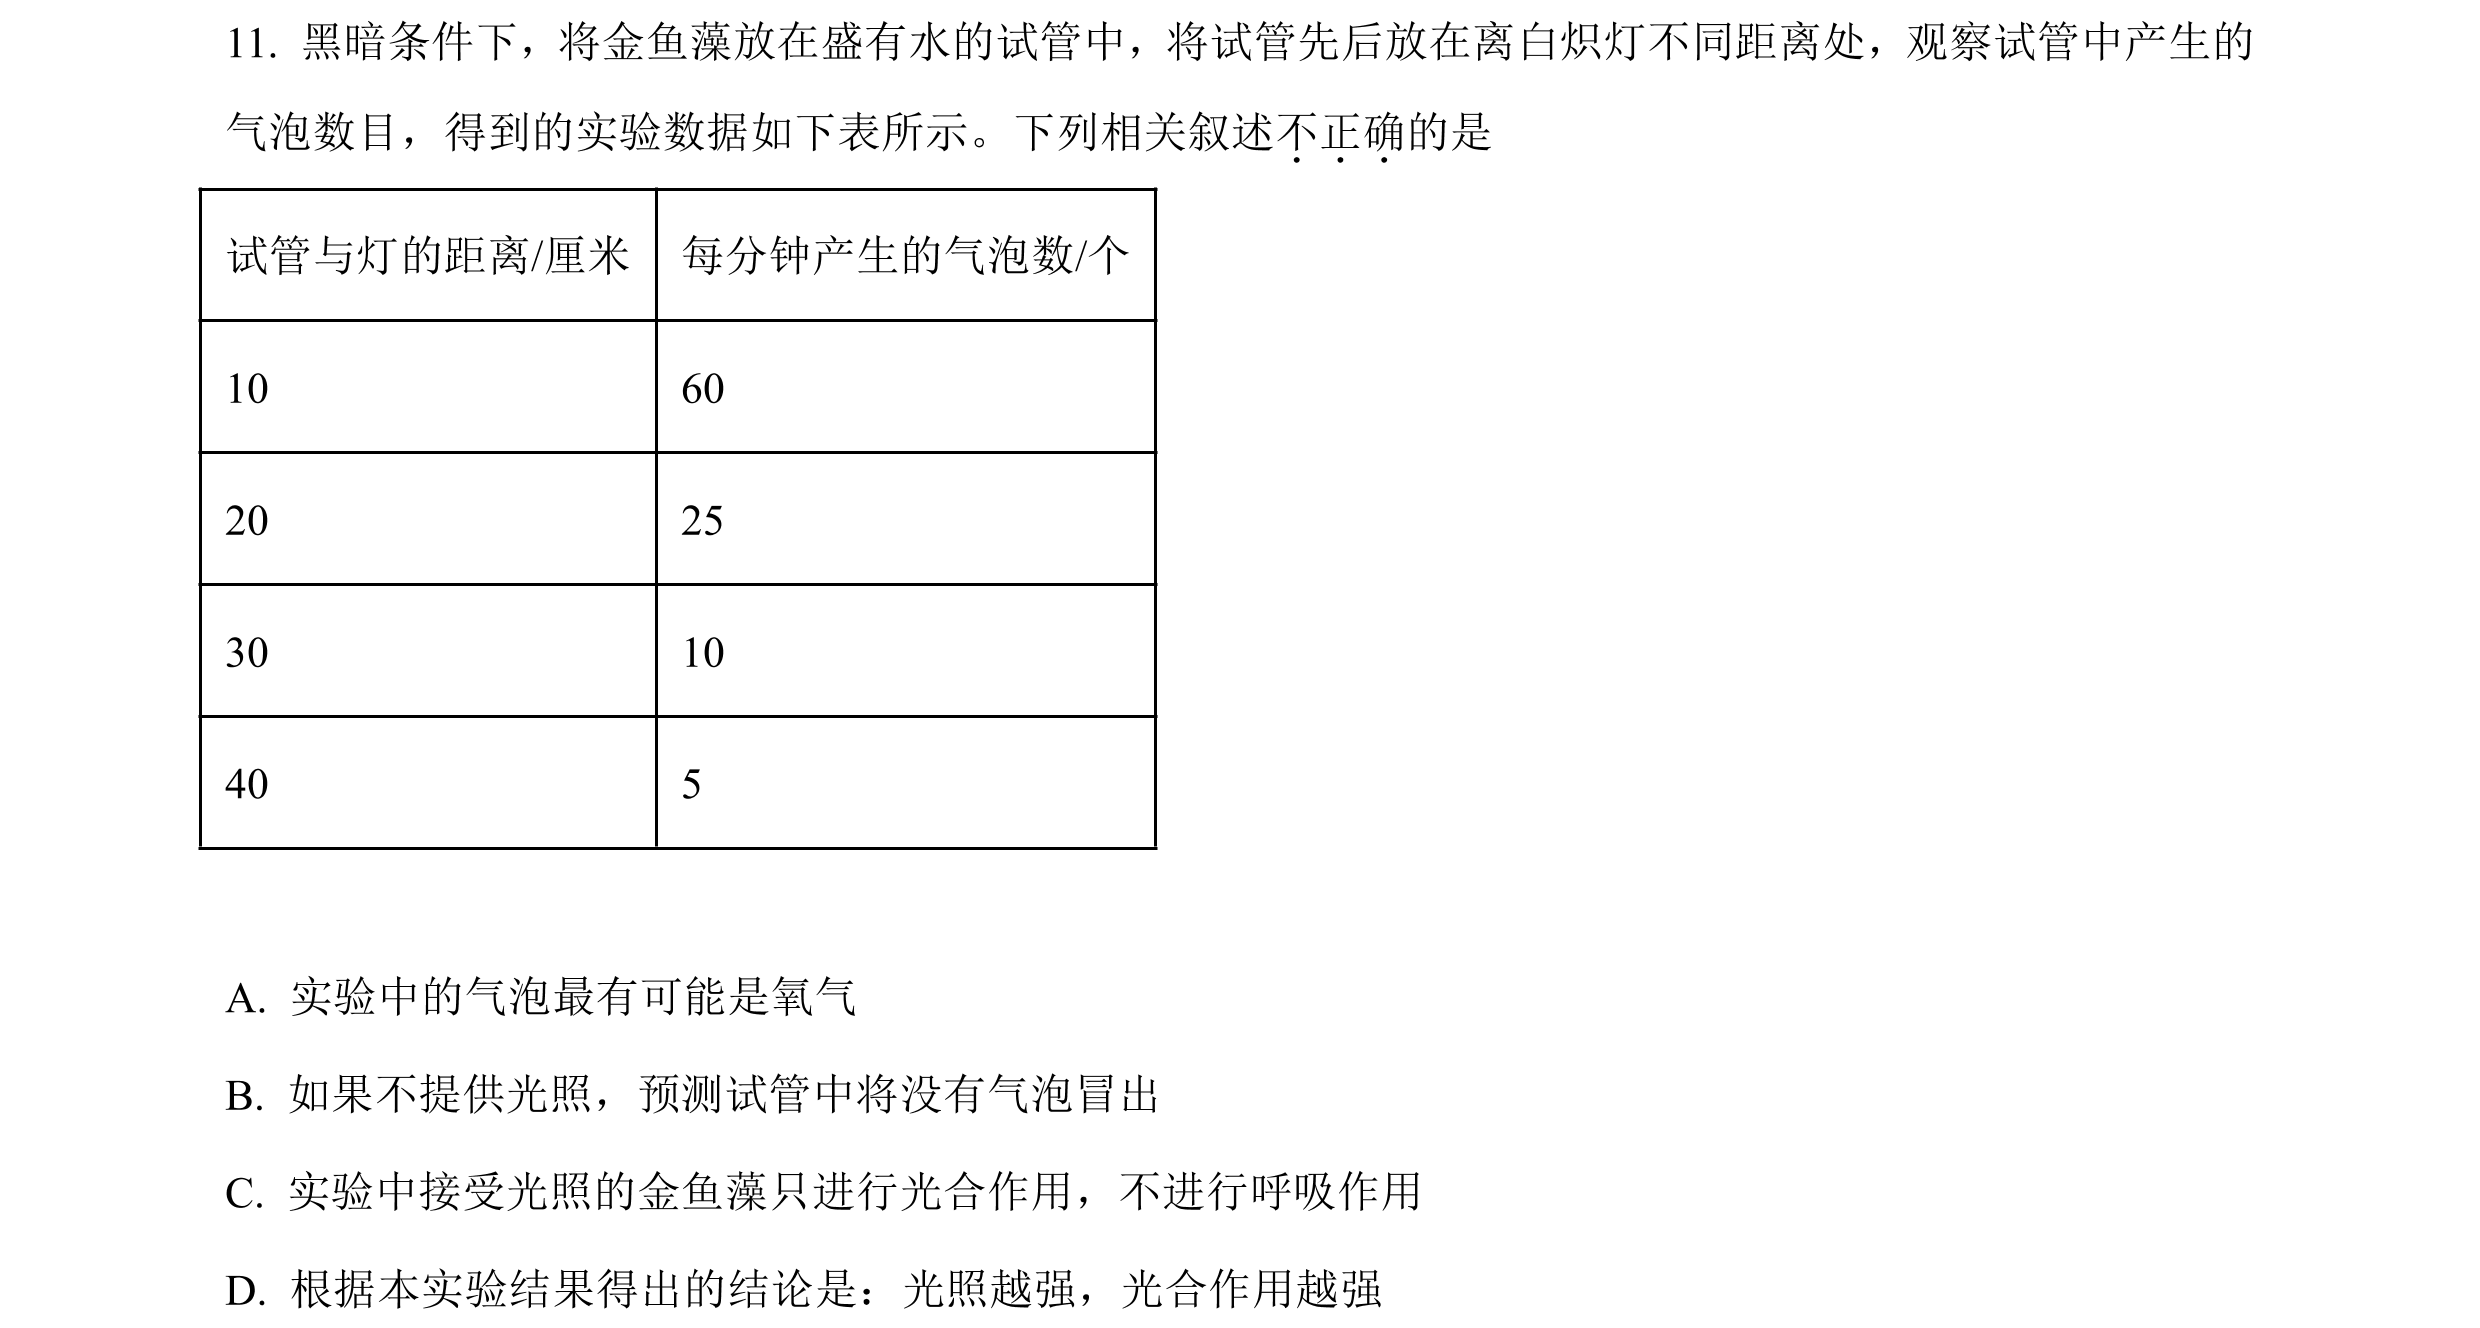 11. 黑暗条件下，将金鱼藻放在盛有水的试管中，将试管先后放在离白炽灯不同距离处，观察试管中产生的
气泡数目，得到的实验数据如下表所示。下列相关叙述不正确的是
试管与灯的距离/厘米 每分钟产生的气泡数/个
10 60
20 25
30 10
40 5
A. 实验中的气泡最有可能是氧气
B. 如果不提供光照，预测试管中将没有气泡冒出
C. 实验中接受光照的金鱼藻只进行光合作用，不进行呼吸作用
D. 根据本实验结果得出的结论是：光照越强，光合作用越强